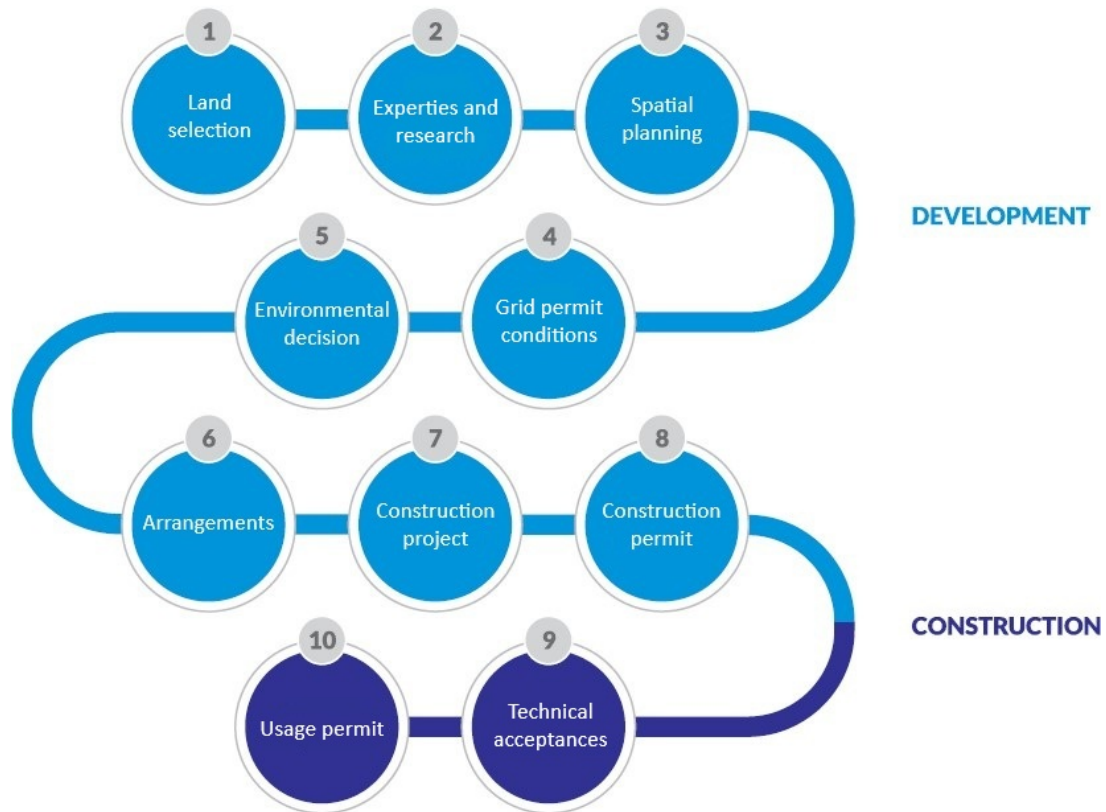 1
Land
selection
2
Experties and
research
3
Spatial
planning
DEVELOPMENT
5
Environmental
decision
4
Grid permit
conditions
6
Arrangements
7
Construction
project
8
Construction
permit
CONSTRUCTION
10
Usage permit
9
Technical
acceptances